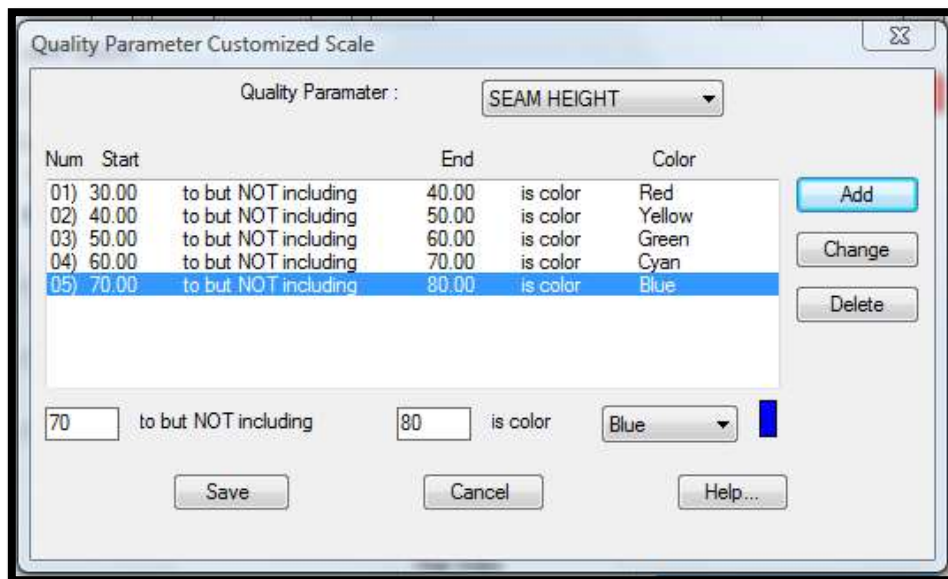 Quality Parameter Customized Scale
Quality Paramater : SEAM HEIGHT
Num Start End Color
01) 30.00 to but NOT including 40.00 is color Red
02) 40.00 to but NOT including 50.00 is color Yellow
03) 50.00 to but NOT including 60.00 is color Green
04) 60.00 to but NOT including 70.00 is color Cyan
05) 70.00 to but NOT including 80.00 is color Blue
Add
Change
Delete
70 to but NOT including 80 is color Blue
Save Cancel Help...